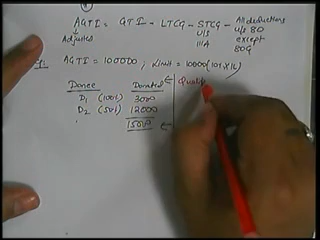 AGTI = GTI - LTCG - STCG - All deductions
Adjusted u/s 111A u/s 80 except 80G
AGTI = 100000 ; Limit = 10000 (10% × 1L)
Donee Donated Qualif
D1 (100%) 3000
D2 (50%) 12000
15000